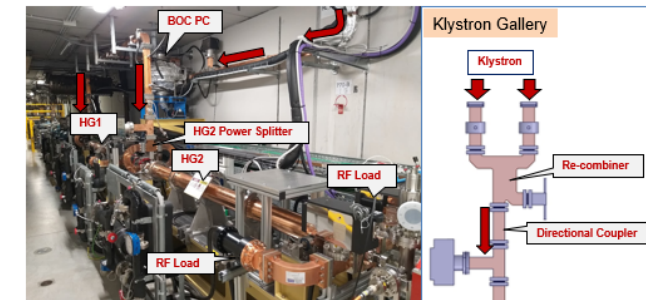 BOC PC
HG1
HG2 Power Splitter
HG2
RF Load
RF Load
Klystron Gallery
Klystron
Re-combiner
Directional Coupler